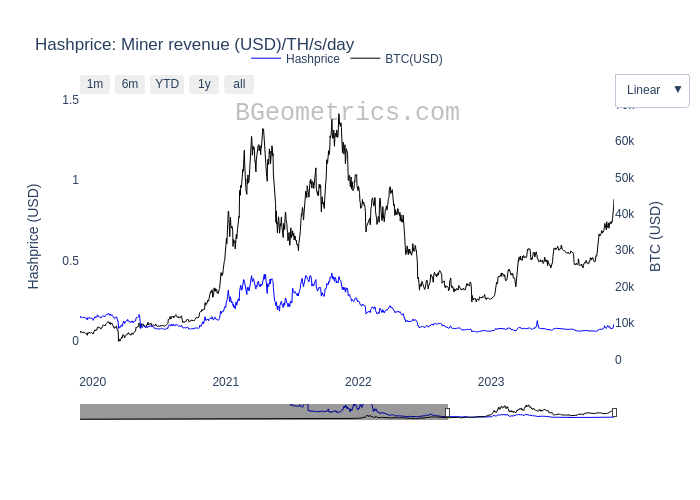 Hashprice: Miner revenue (USD)/TH/s/day
Hashprice BTC(USD)
1m 6m YTD 1y all
Linear ▼
BGeometrics.com
1.5
1
0.5
0
Hashprice (USD)
60k
50k
40k
30k
20k
10k
0
BTC (USD)
2020 2021 2022 2023